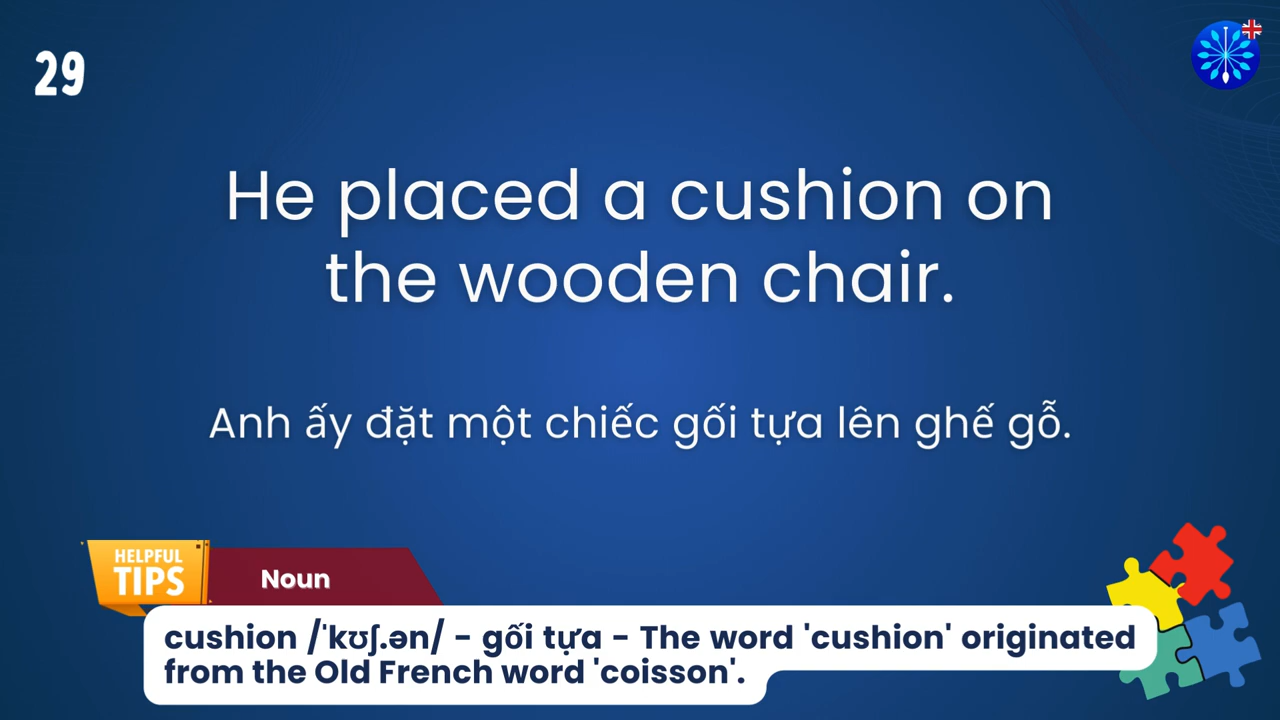 29
He placed a cushion on
the wooden chair.
Anh ấy đặt một chiếc gối tựa lên ghế gỗ.
HELPFUL
TIPS
Noun
cushion /ˈkʊʃ.ən/ - gối tựa - The word 'cushion' originated
from the Old French word 'coisson'.